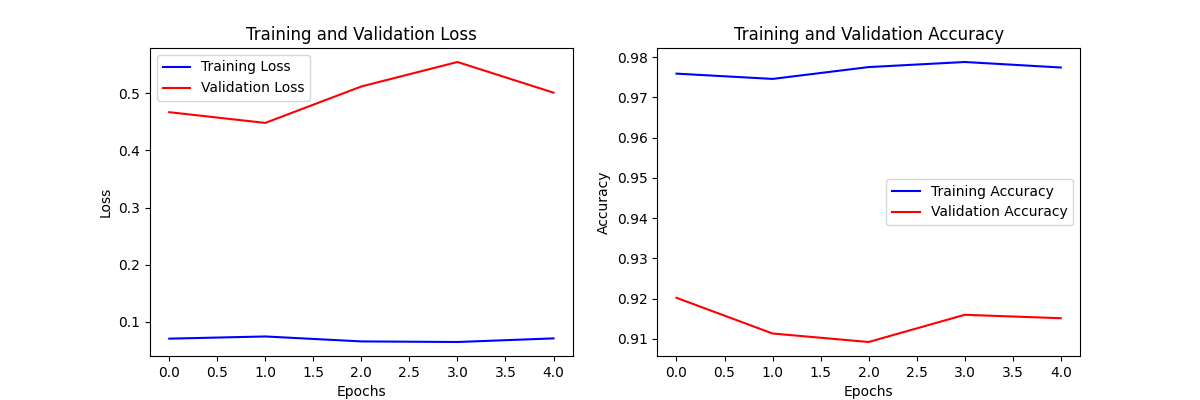 Training and Validation Loss
Training Loss
Validation Loss
0.5
0.4
0.3
0.2
0.1
Loss
0.0 0.5 1.0 1.5 2.0 2.5 3.0 3.5 4.0
Epochs
Training and Validation Accuracy
0.98
0.97
0.96
0.95
0.94
0.93
0.92
0.91
Accuracy
Training Accuracy
Validation Accuracy
0.0 0.5 1.0 1.5 2.0 2.5 3.0 3.5 4.0
Epochs